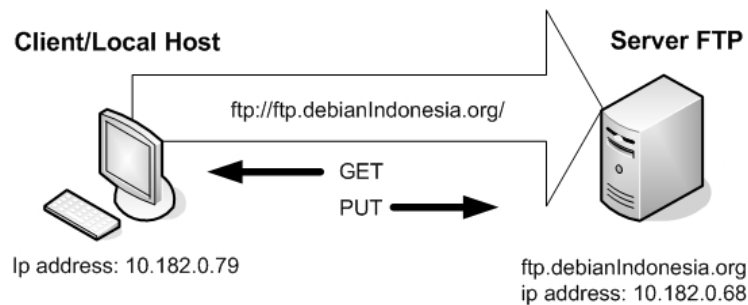 Client/Local Host
Server FTP
ftp://ftp.debianIndonesia.org/
GET
PUT
Ip address: 10.182.0.79
ftp.debianIndonesia.org
ip address: 10.182.0.68